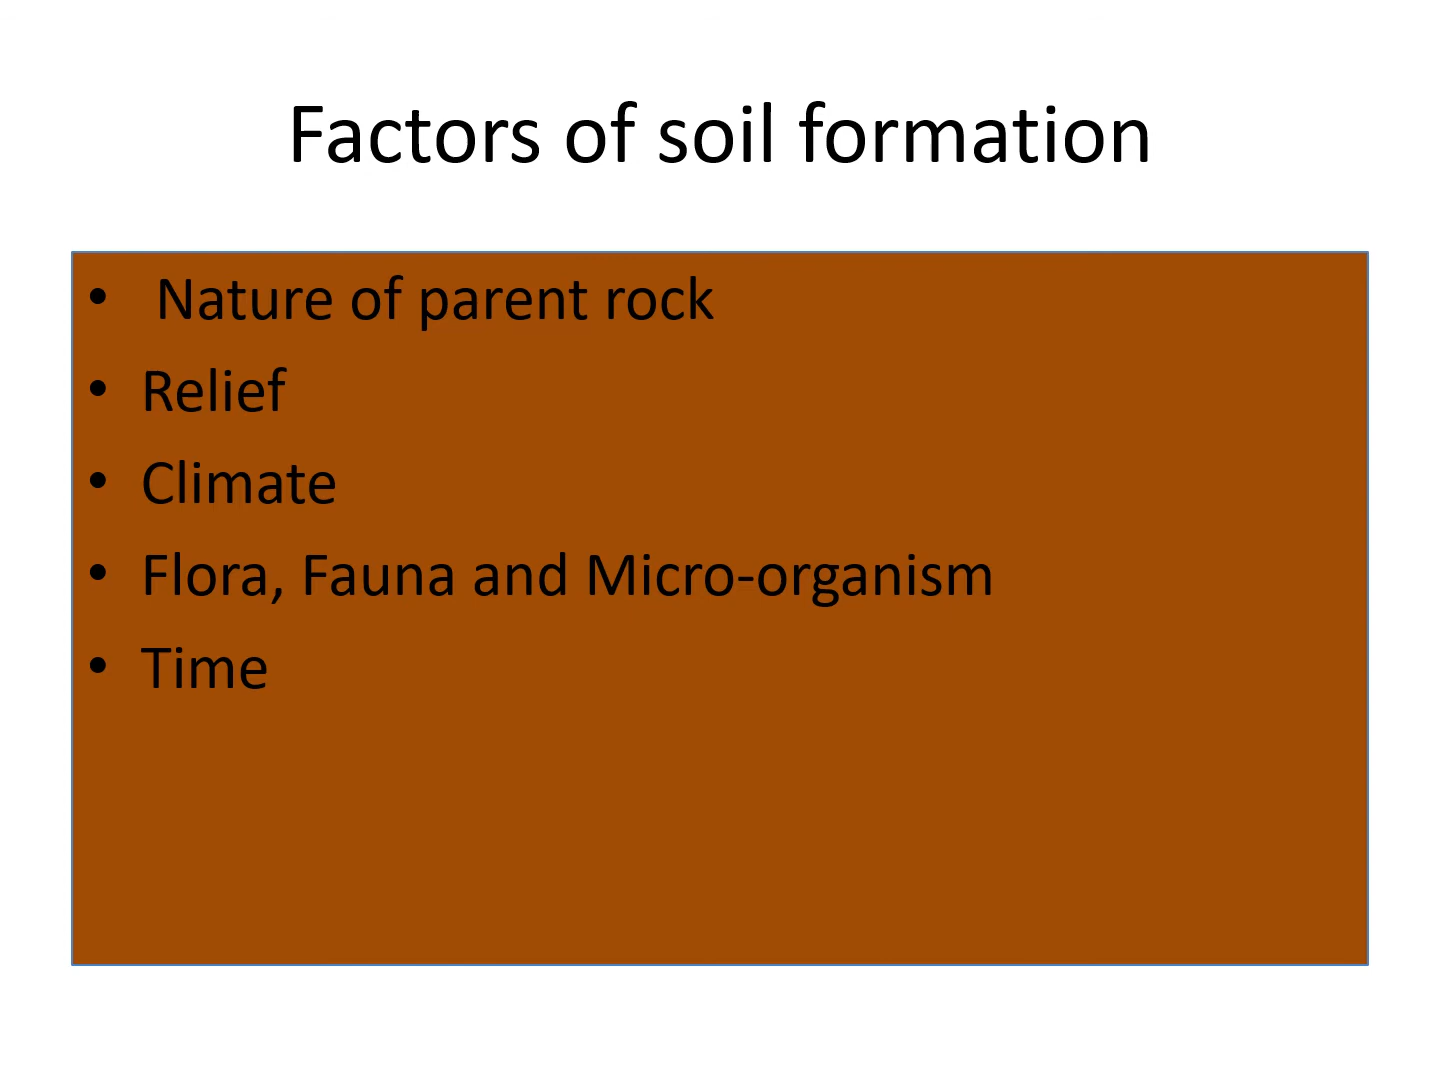 Factors of soil formation
• Nature of parent rock
• Relief
• Climate
• Flora, Fauna and Micro-organism
• Time